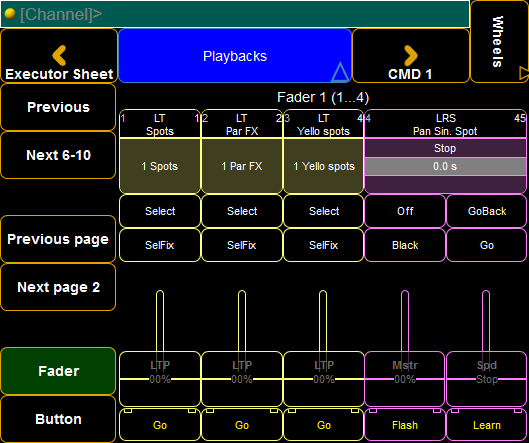 [Channel]>
Wheels
Executor Sheet
Playbacks
CMD 1
Previous
Next 6-10
Previous page
Next page 2
Fader
Button
Fader 1 (1...4)
1 LT 1 2 LT 2 3 LT 4 4 LRS 45
Spots Par FX Yello spots Pan Sin. Spot
Stop
1 Spots 1 Par FX 1 Yello spots 0.0 s
Select Select Select Off GoBack
SelFix SelFix SelFix Black Go
LTP LTP LTP Mstr Spd
00% 00% 00% 00% Stop
Go Go Go Flash Learn